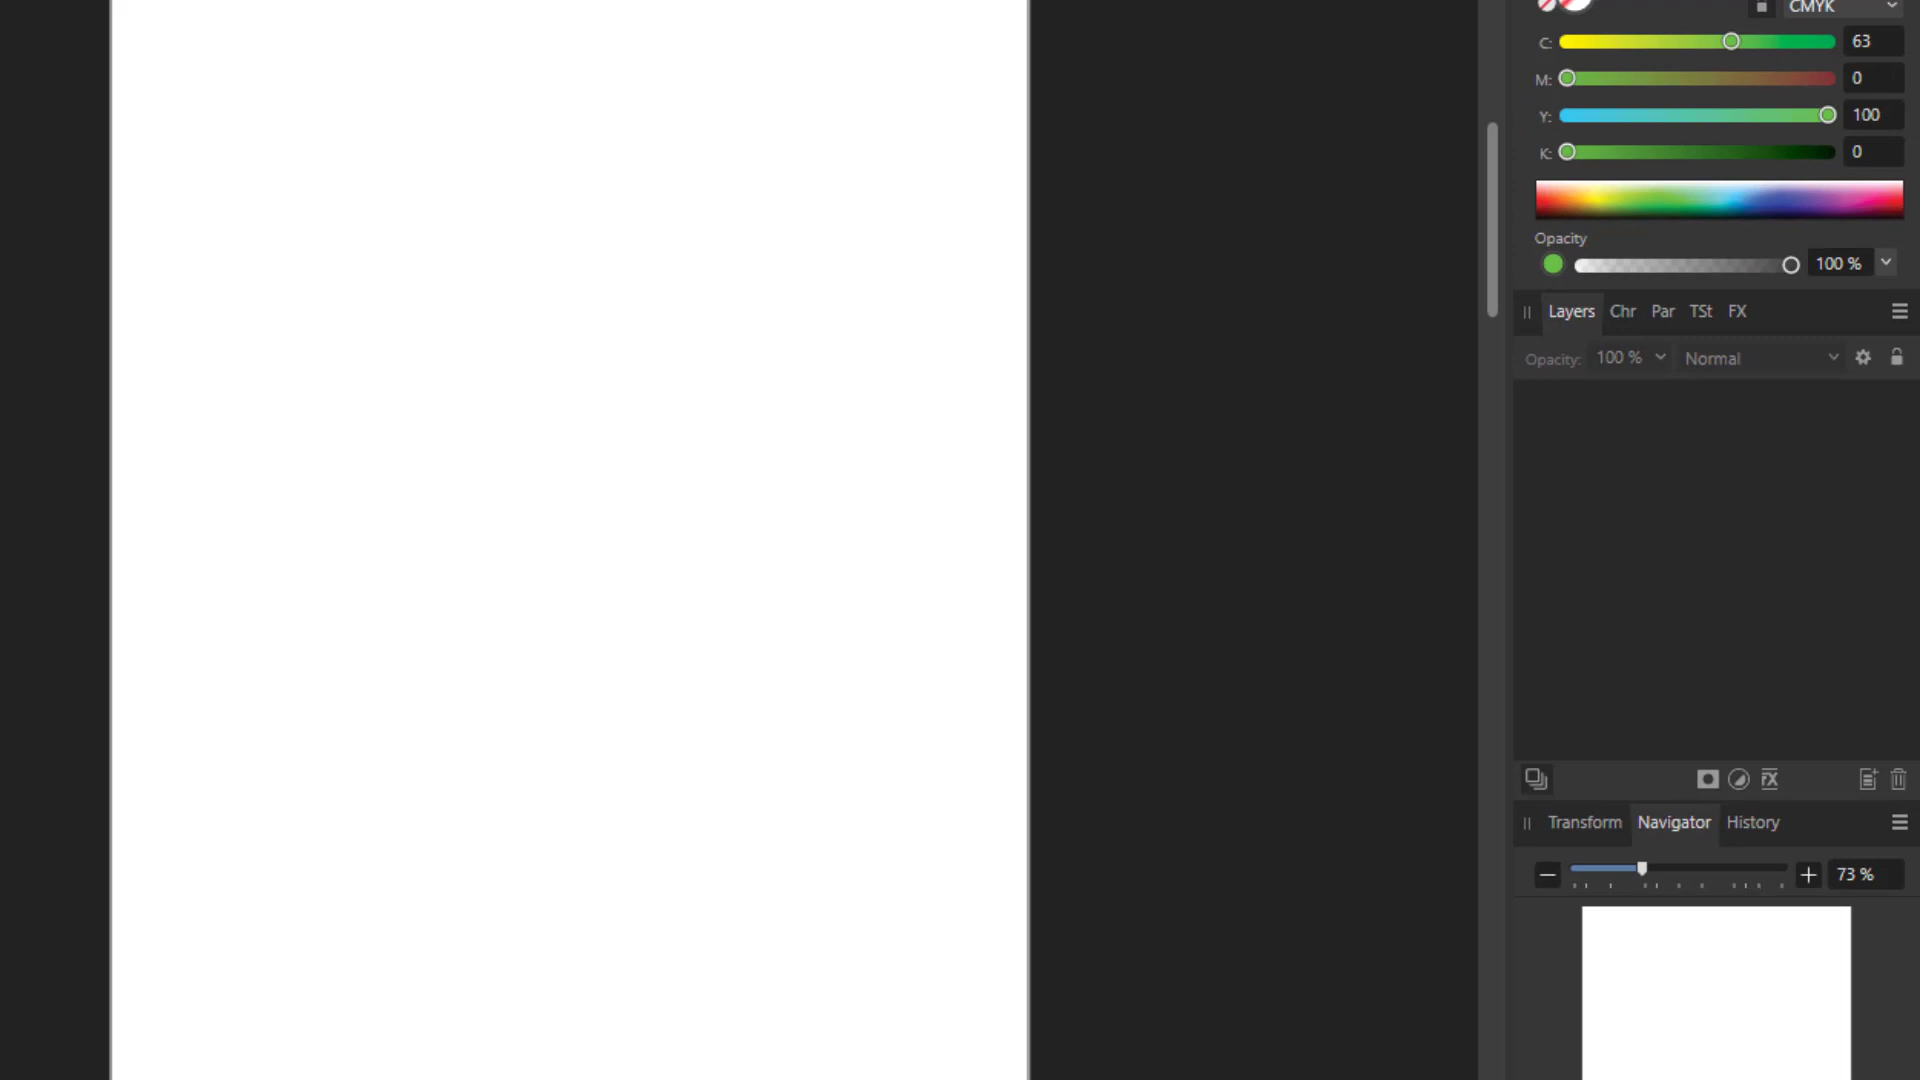 CMYK
C: 63
M: 0
Y: 100
K: 0
Opacity
100 %
Layers Chr Par TSt FX
Opacity: 100 % Normal
Transform Navigator History
73 %